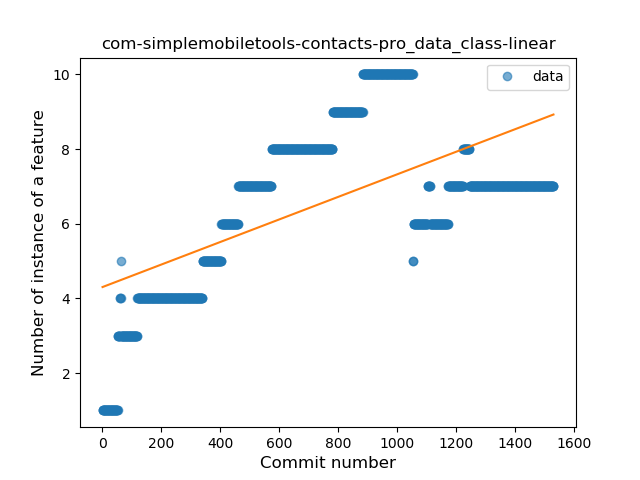 com-simplemobiletools-contacts-pro_data_class-linear
data
Number of instance of a feature
10
8
6
4
2
0 200 400 600 800 1000 1200 1400 1600
Commit number